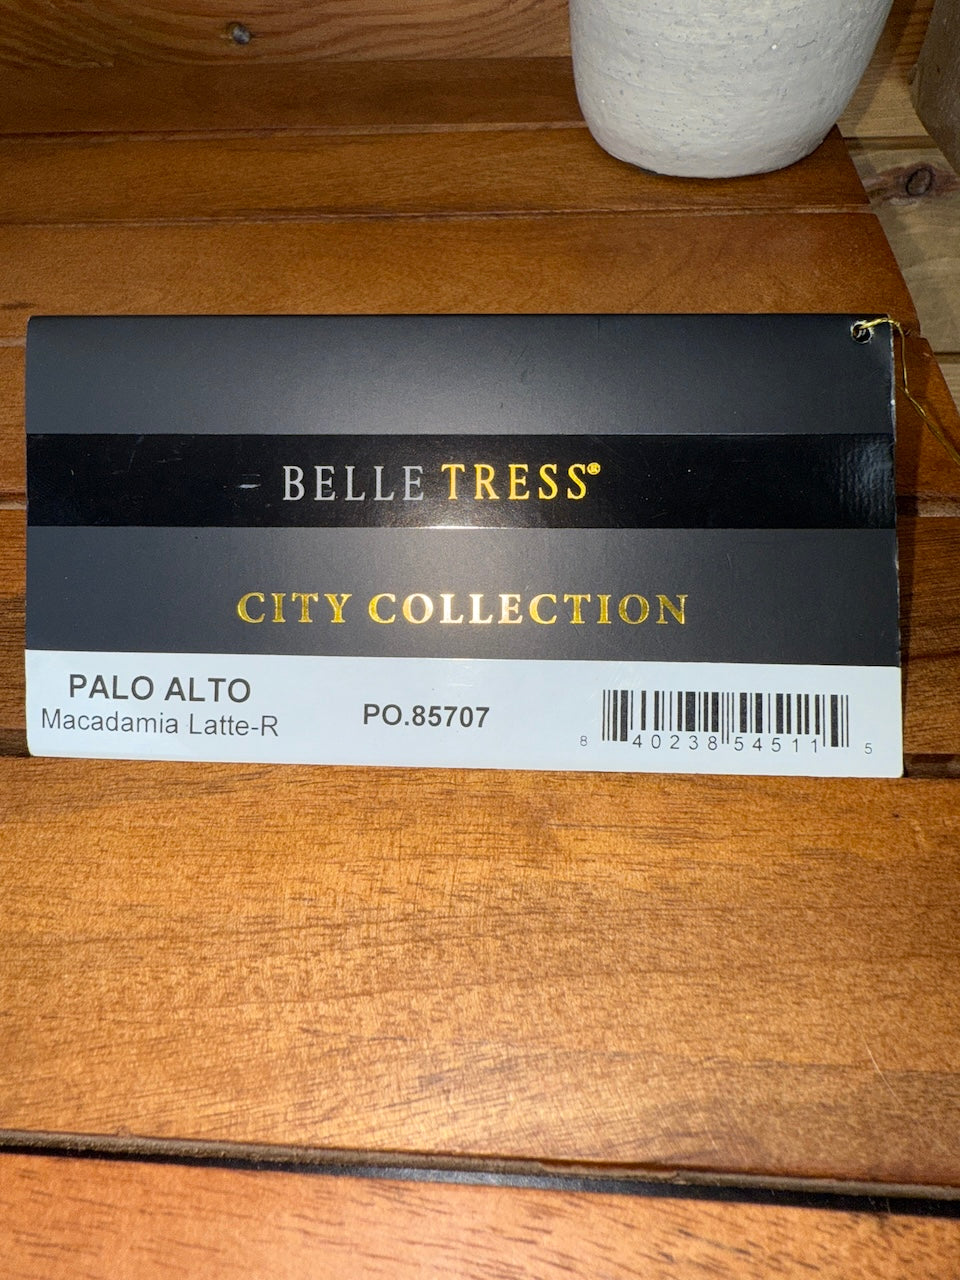 BELLE TRESS®
CITY COLLECTION
PALO ALTO
Macadamia Latte-R
PO.85707
8 40238 54511 5